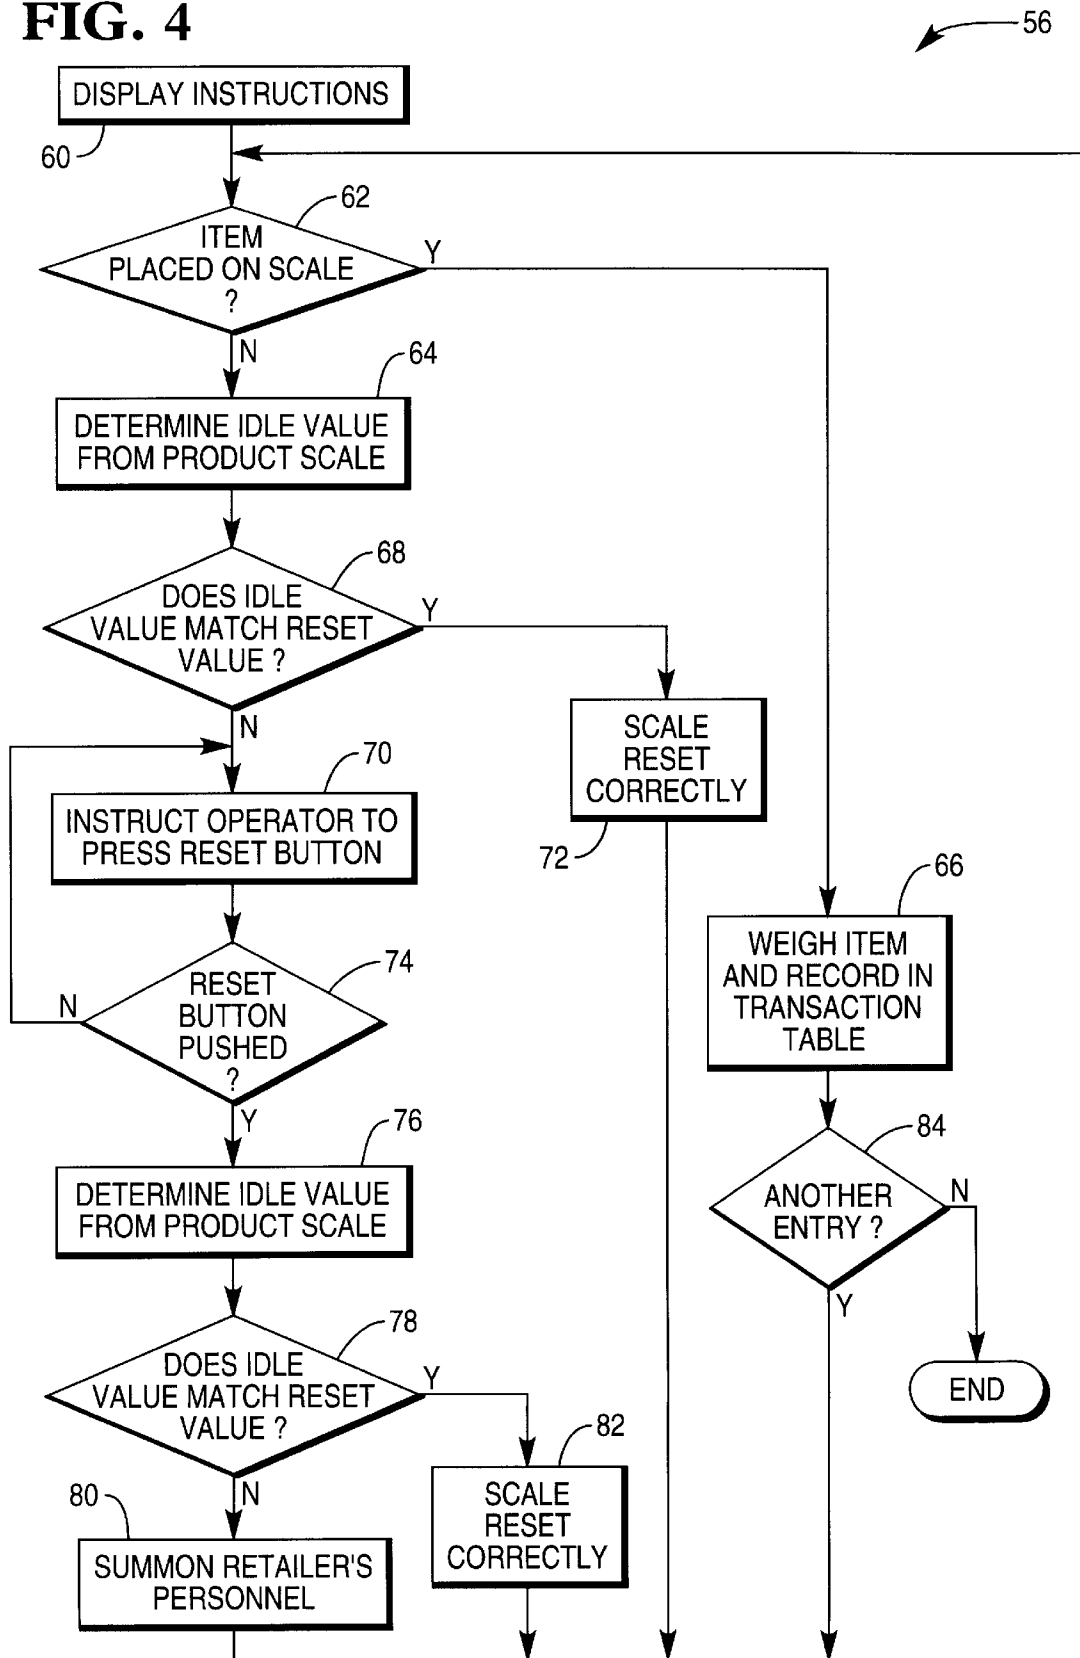 FIG. 4
56
DISPLAY INSTRUCTIONS
60
62
ITEM
PLACED ON SCALE
?
Y
N
64
DETERMINE IDLE VALUE
FROM PRODUCT SCALE
68
DOES IDLE
VALUE MATCH RESET
VALUE ?
Y
N
SCALE
RESET
CORRECTLY
72
70
INSTRUCT OPERATOR TO
PRESS RESET BUTTON
66
WEIGH ITEM
AND RECORD IN
TRANSACTION
TABLE
74
RESET
BUTTON
PUSHED
?
N
Y
76
DETERMINE IDLE VALUE
FROM PRODUCT SCALE
84
ANOTHER
ENTRY ?
N
Y
END
78
DOES IDLE
VALUE MATCH RESET
VALUE ?
Y
N
82
SCALE
RESET
CORRECTLY
80
SUMMON RETAILER'S
PERSONNEL